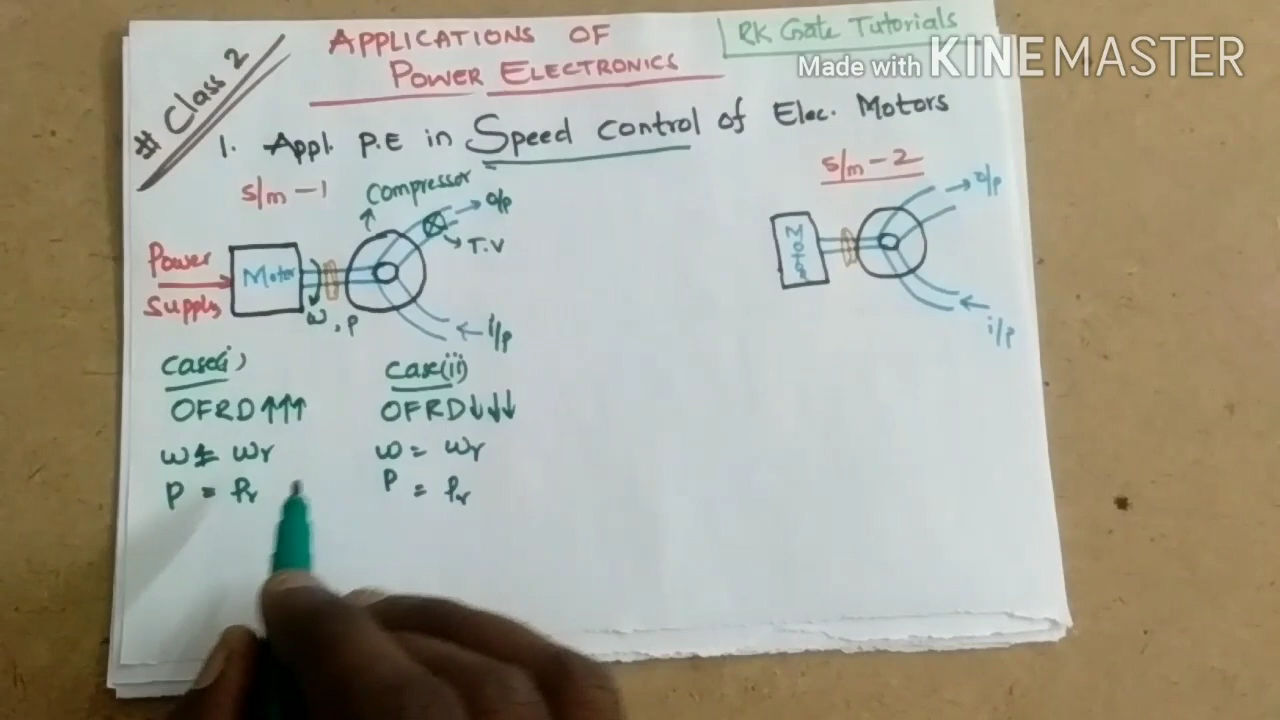 # Class 2
APPLICATIONS OF
POWER ELECTRONICS
RK Gate Tutorials
Made with KINEMASTER
1. Appl. P.E in Speed control of Elec. Motors
S/m -1
Compressor
o/p
T.V
Power
Supply
Motor
ω, P
i/p
Case(i)
OFRD↑↑↑
ω = ωr
P = Pr
Case(ii)
OFRD↓↓↓
ω = ωr
P = Pr
S/m - 2
o/p
Motor
i/p